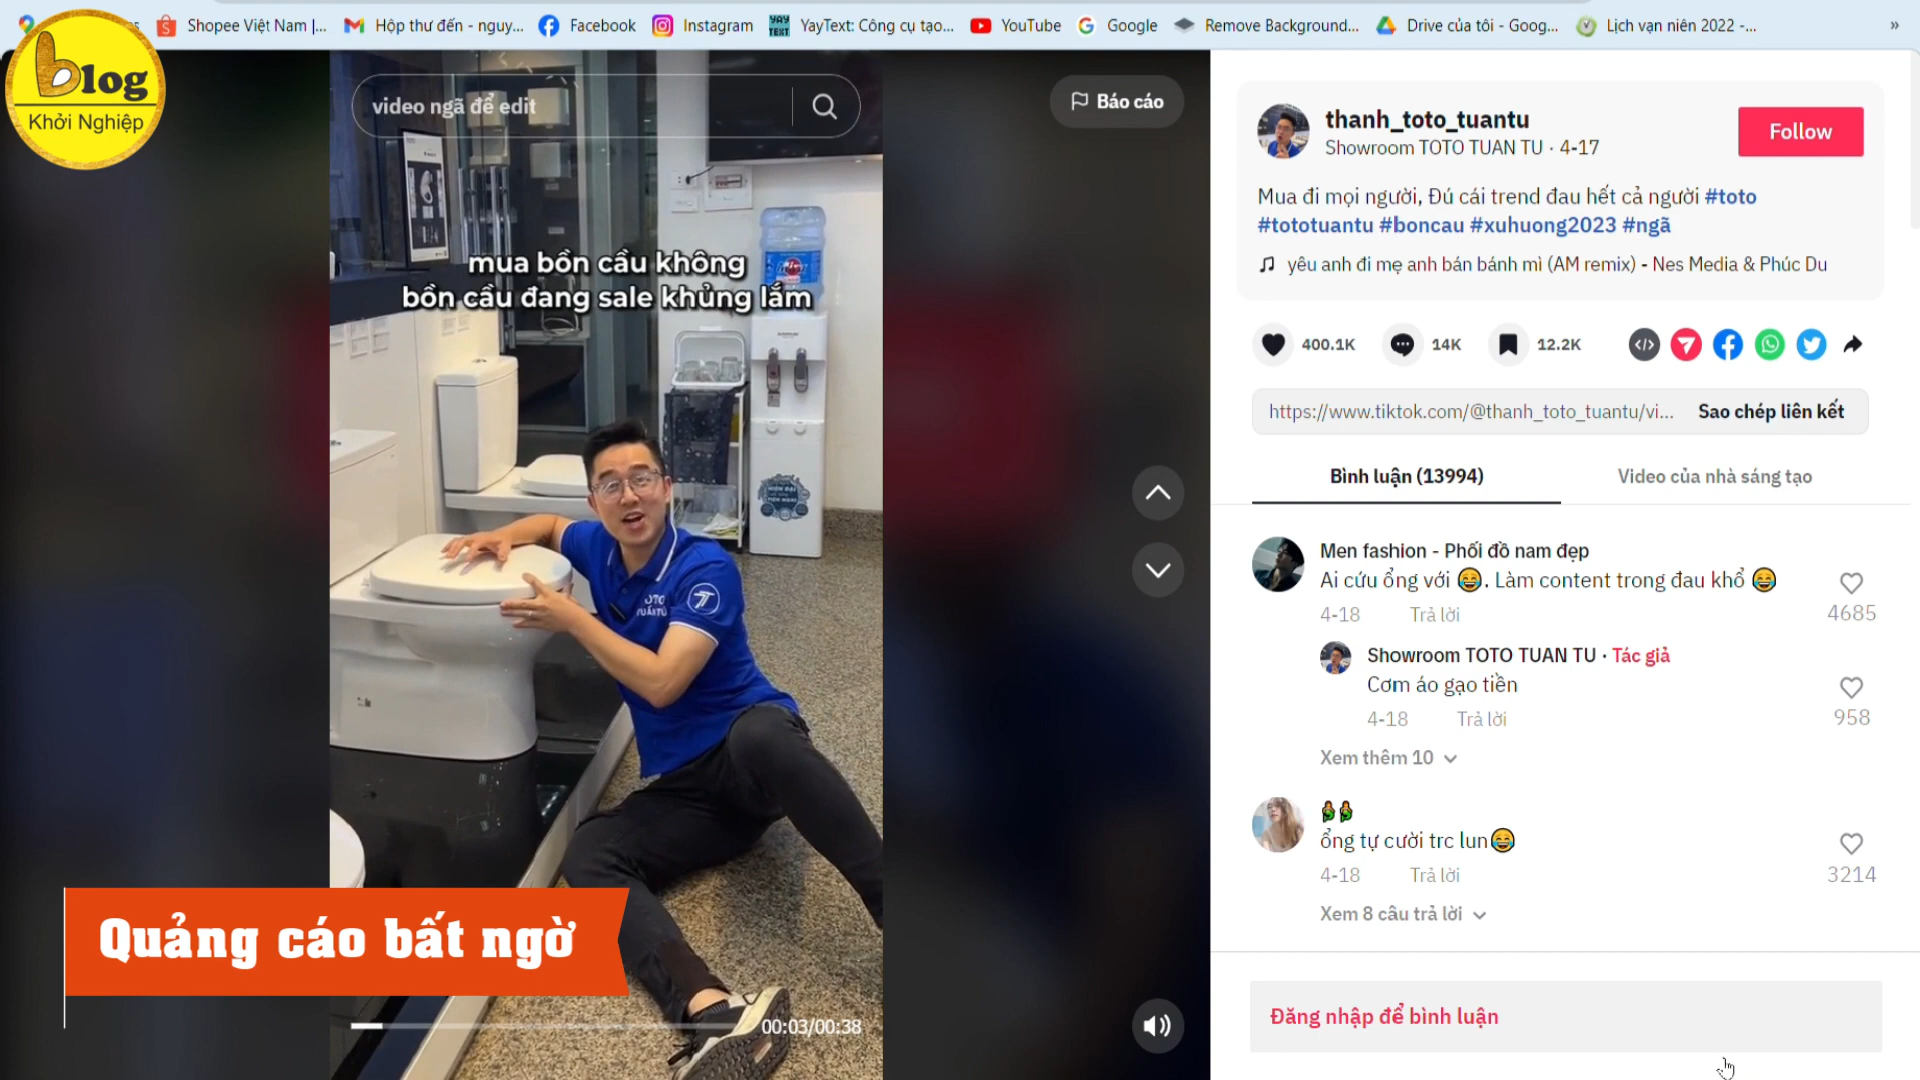 Shopee Việt Nam |...
Hộp thư đến - nguy...
Facebook
Instagram
YAY TEXT
YayText: Công cụ tạo...
YouTube
Google
Remove Background...
Drive của tôi - Goog...
Lịch vạn niên 2022 -...
»
blog
Khởi Nghiệp
video ngã để edit
Báo cáo
mua bồn cầu không
bồn cầu đang sale khủng lắm
TOTO
TUẤN TÚ
Quảng cáo bất ngờ
00:03/00:38
thanh_toto_tuantu
Showroom TOTO TUAN TU · 4-17
Follow
Mua đi mọi người, Đú cái trend đau hết cả người #toto
#tototuantu #boncau #xuhuong2023 #ngã
yêu anh đi mẹ anh bán bánh mì (AM remix) - Nes Media & Phúc Du
400.1K
14K
12.2K
https://www.tiktok.com/@thanh_toto_tuantu/vi...
Sao chép liên kết
Bình luận (13994)
Video của nhà sáng tạo
Men fashion - Phối đồ nam đẹp
Ai cứu ổng với 😂. Làm content trong đau khổ 😂
4-18 Trả lời
4685
Showroom TOTO TUAN TU · Tác giả
Cơm áo gạo tiền
4-18 Trả lời
958
Xem thêm 10
ổng tự cười trc lun😂
4-18 Trả lời
3214
Xem 8 câu trả lời
Đăng nhập để bình luận